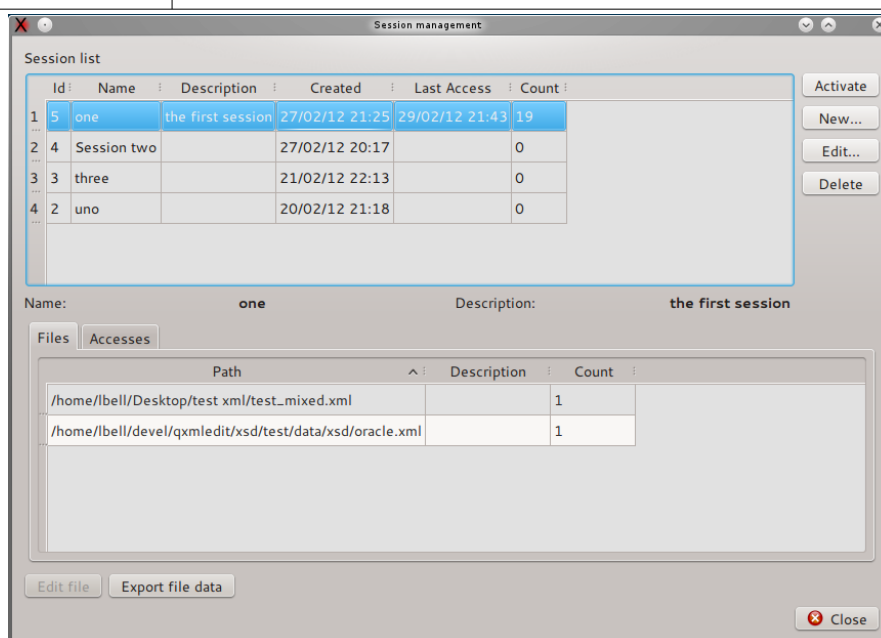 Session management
Session list
Id Name Description Created Last Access Count
1 5 one the first session 27/02/12 21:25 29/02/12 21:43 19
2 4 Session two 27/02/12 20:17 0
3 3 three 21/02/12 22:13 0
4 2 uno 20/02/12 21:18 0
Activate
New...
Edit...
Delete
Name: one Description: the first session
Files Accesses
Path Description Count
/home/lbell/Desktop/test xml/test_mixed.xml 1
/home/lbell/devel/qxmledit/xsd/test/data/xsd/oracle.xml 1
Edit file Export file data
Close